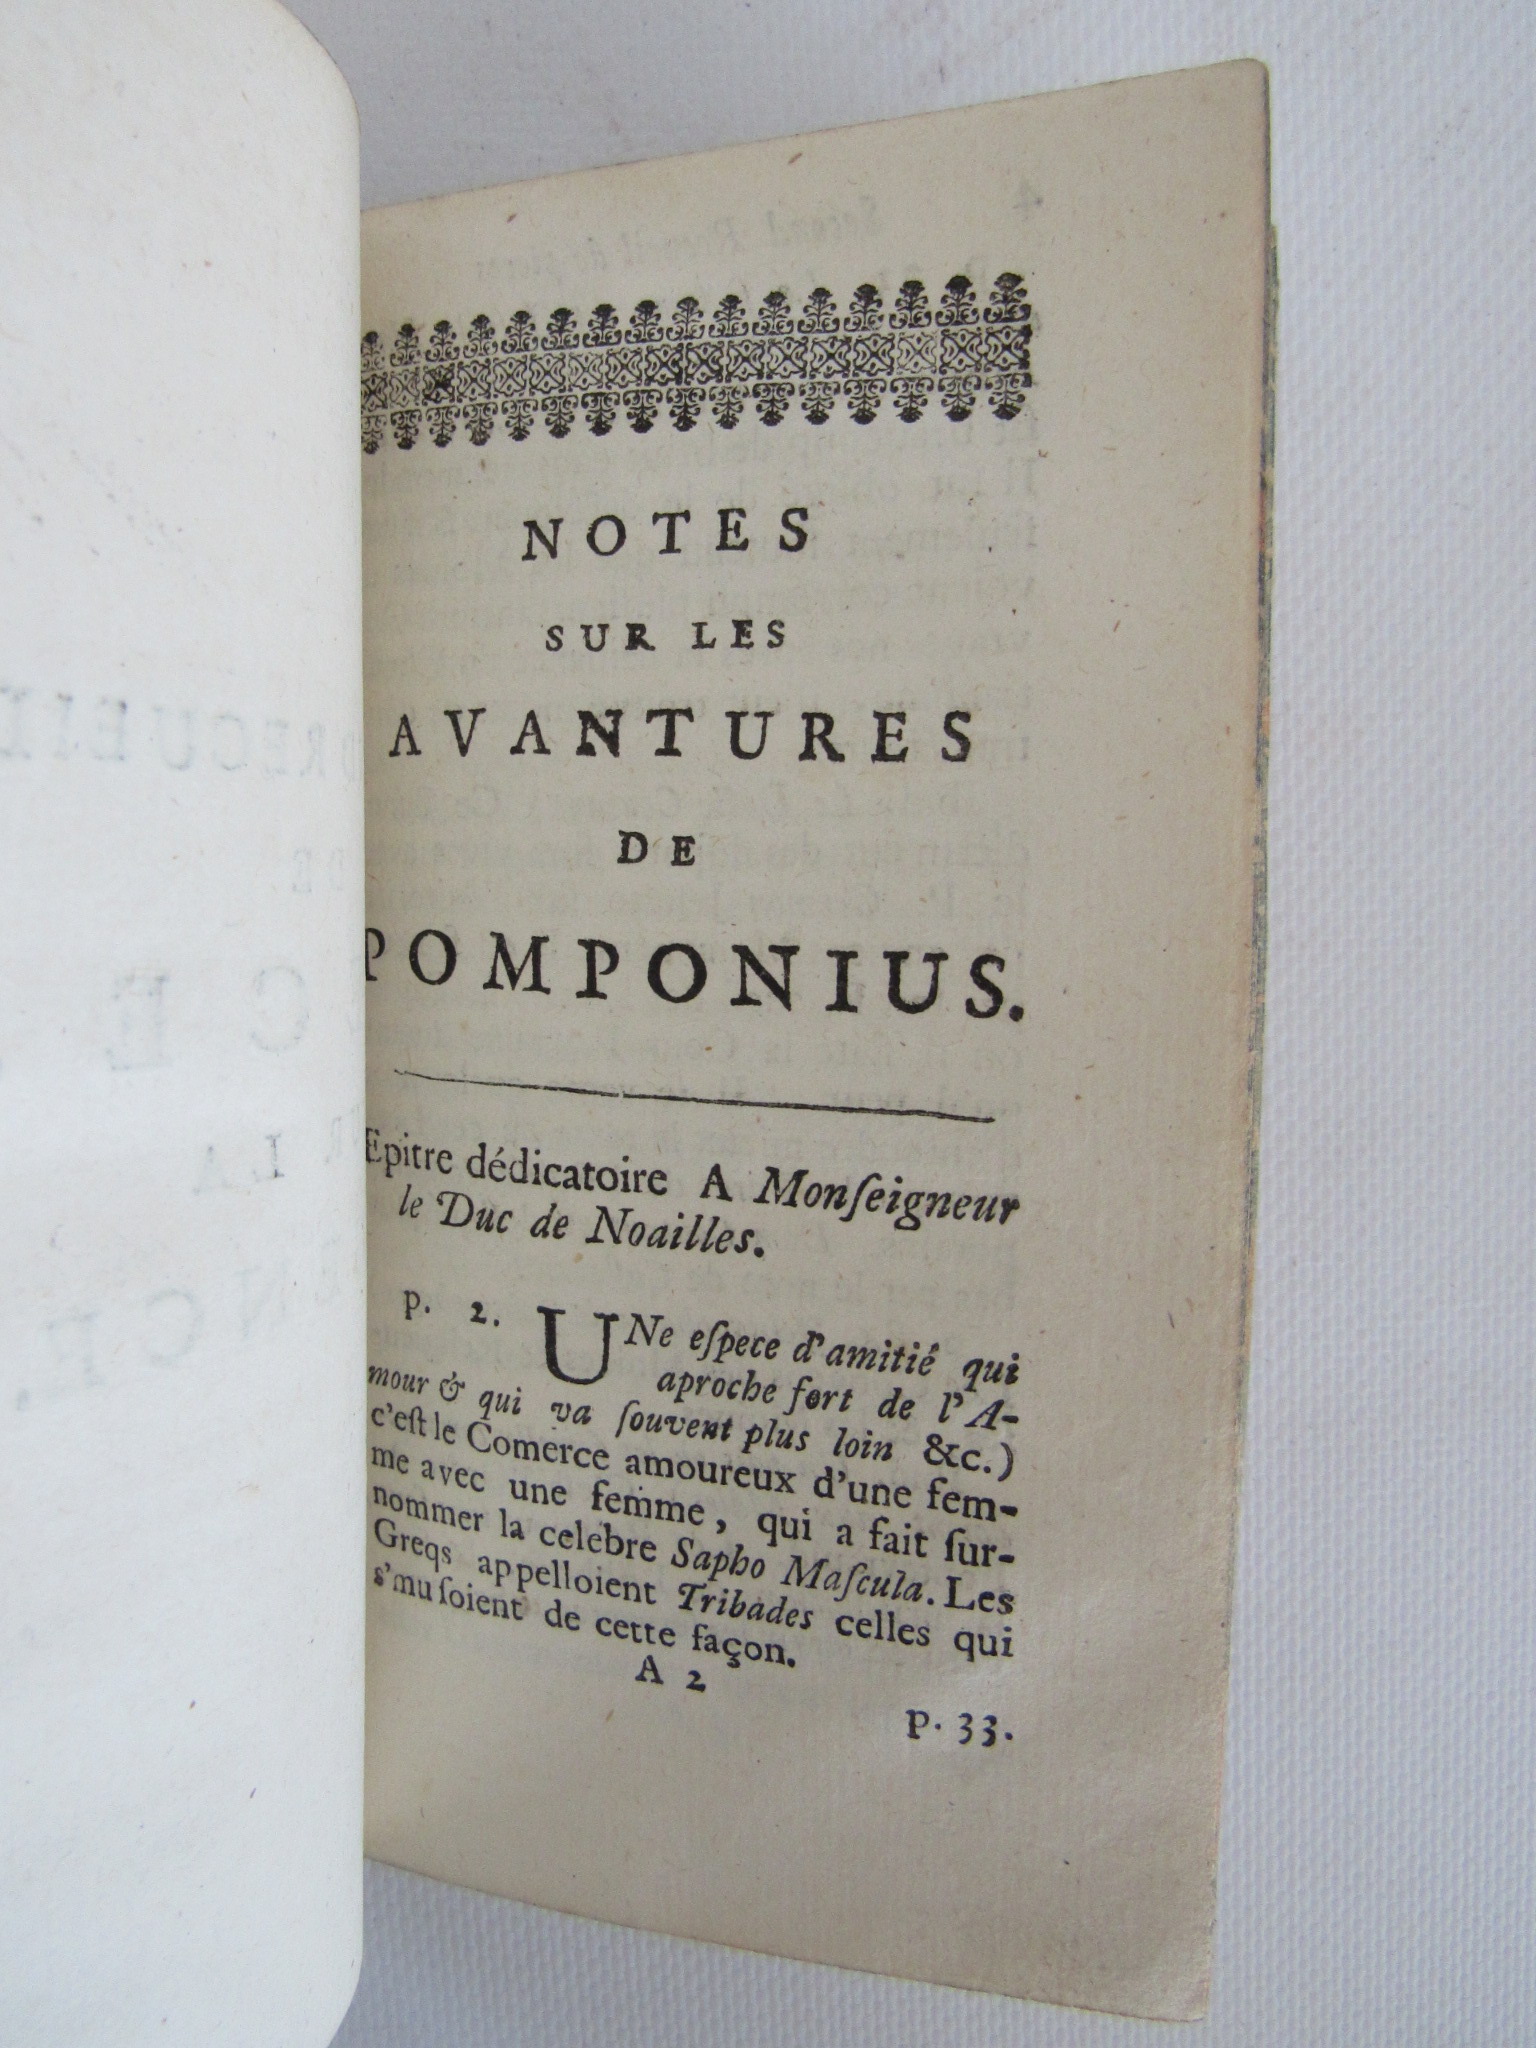 NOTES
SUR LES
AVANTURES
DE
POMPONIUS.
Epitre dédicatoire A Monſeigneur
le Duc de Noailles.
p. 2. UNe eſpece d'amitié qui
aproche fort de l'A-
mour & qui va ſouvent plus loin &c.)
c'eſt le Comerce amoureux d'une fem-
me avec une femme, qui a fait ſur-
nommer la celebre Sapho Maſcula. Les
Greqs appelloient Tribades celles qui
s'muſoient de cette façon.
A 2
p. 33.